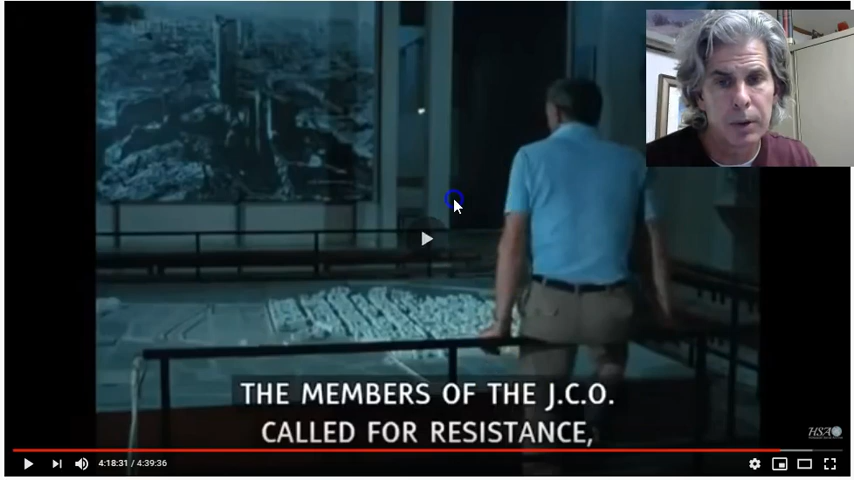 THE MEMBERS OF THE J.C.O.
CALLED FOR RESISTANCE,
HSA
4:18:31 / 4:39:36